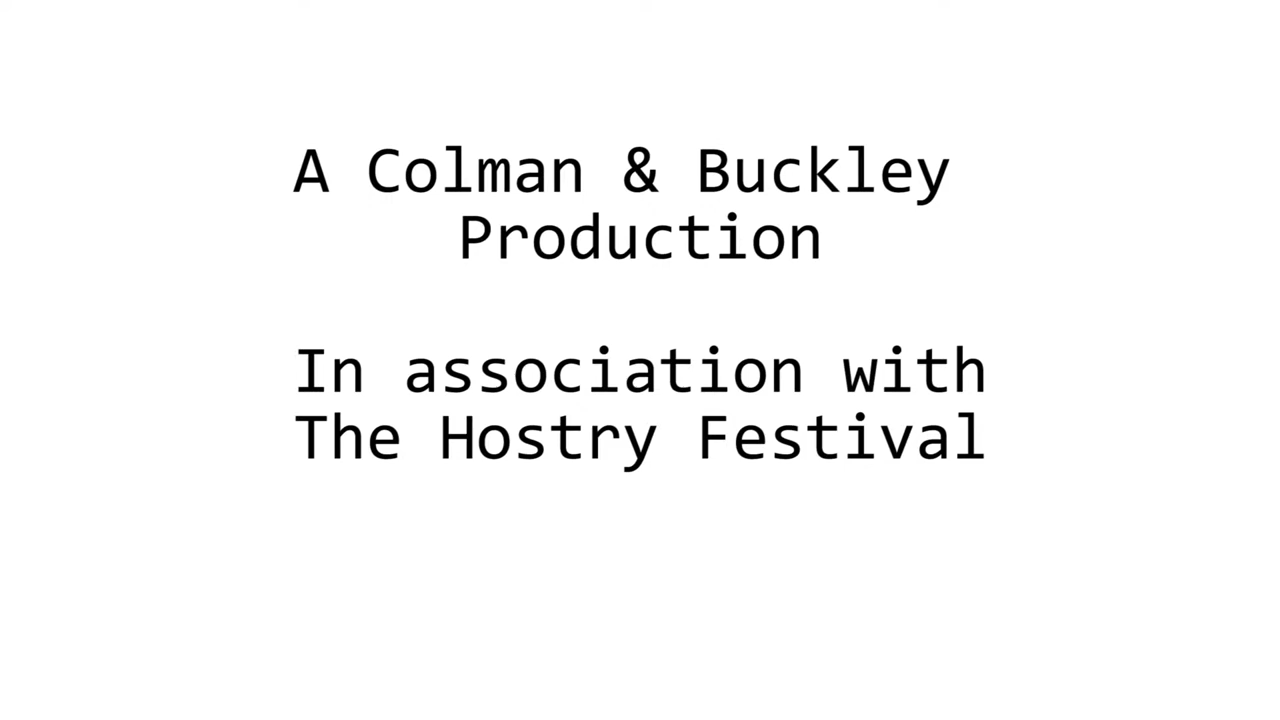 A Colman & Buckley
Production
In association with
The Hostry Festival